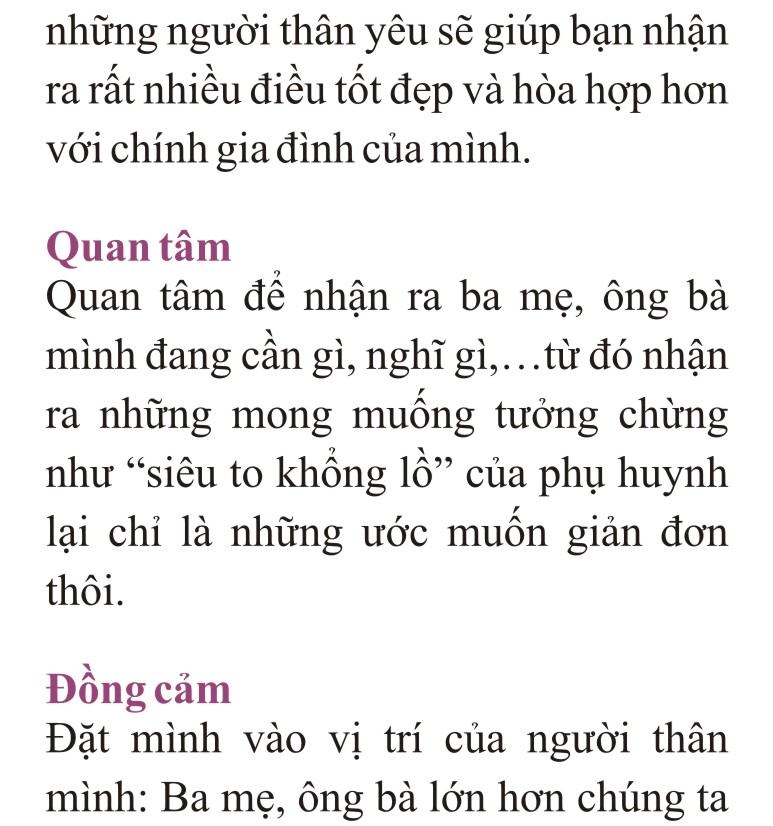 những người thân yêu sẽ giúp bạn nhận
ra rất nhiều điều tốt đẹp và hòa hợp hơn
với chính gia đình của mình.
Quan tâm
Quan tâm để nhận ra ba mẹ, ông bà
mình đang cần gì, nghĩ gì,…từ đó nhận
ra những mong muống tưởng chừng
như “siêu to khổng lồ” của phụ huynh
lại chỉ là những ước muốn giản đơn
thôi.
Đồng cảm
Đặt mình vào vị trí của người thân
mình: Ba mẹ, ông bà lớn hơn chúng ta